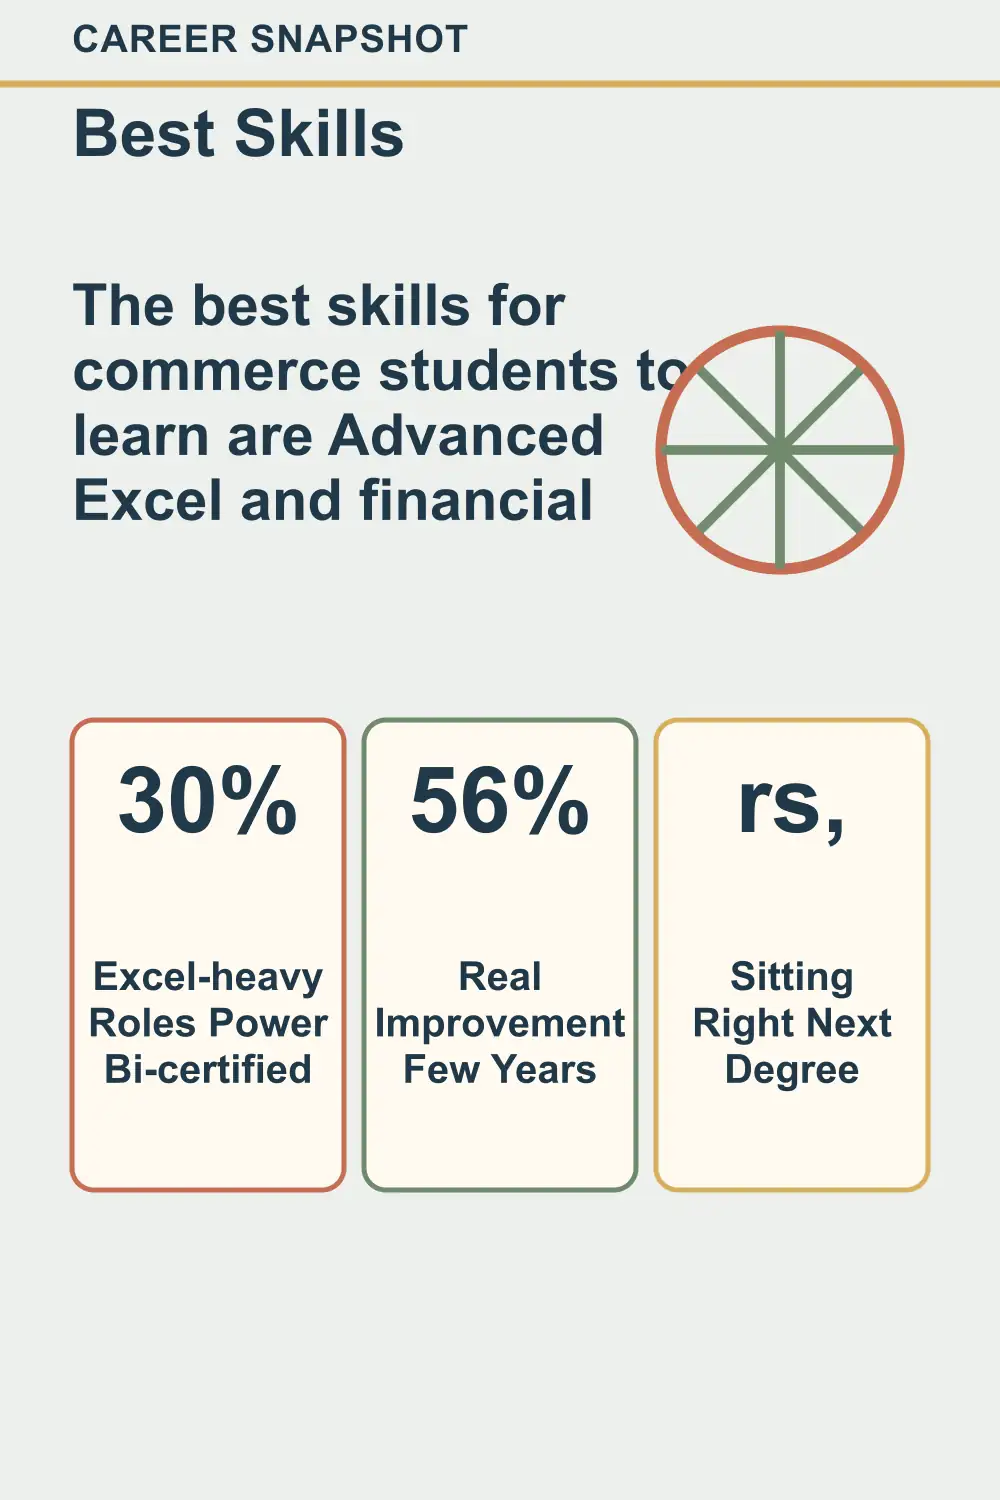 CAREER SNAPSHOT
Best Skills
The best skills for
commerce students to
learn are Advanced
Excel and financial
30%
Excel-heavy
Roles Power
Bi-certified
56%
Real
Improvement
Few Years
rs,
Sitting
Right Next
Degree